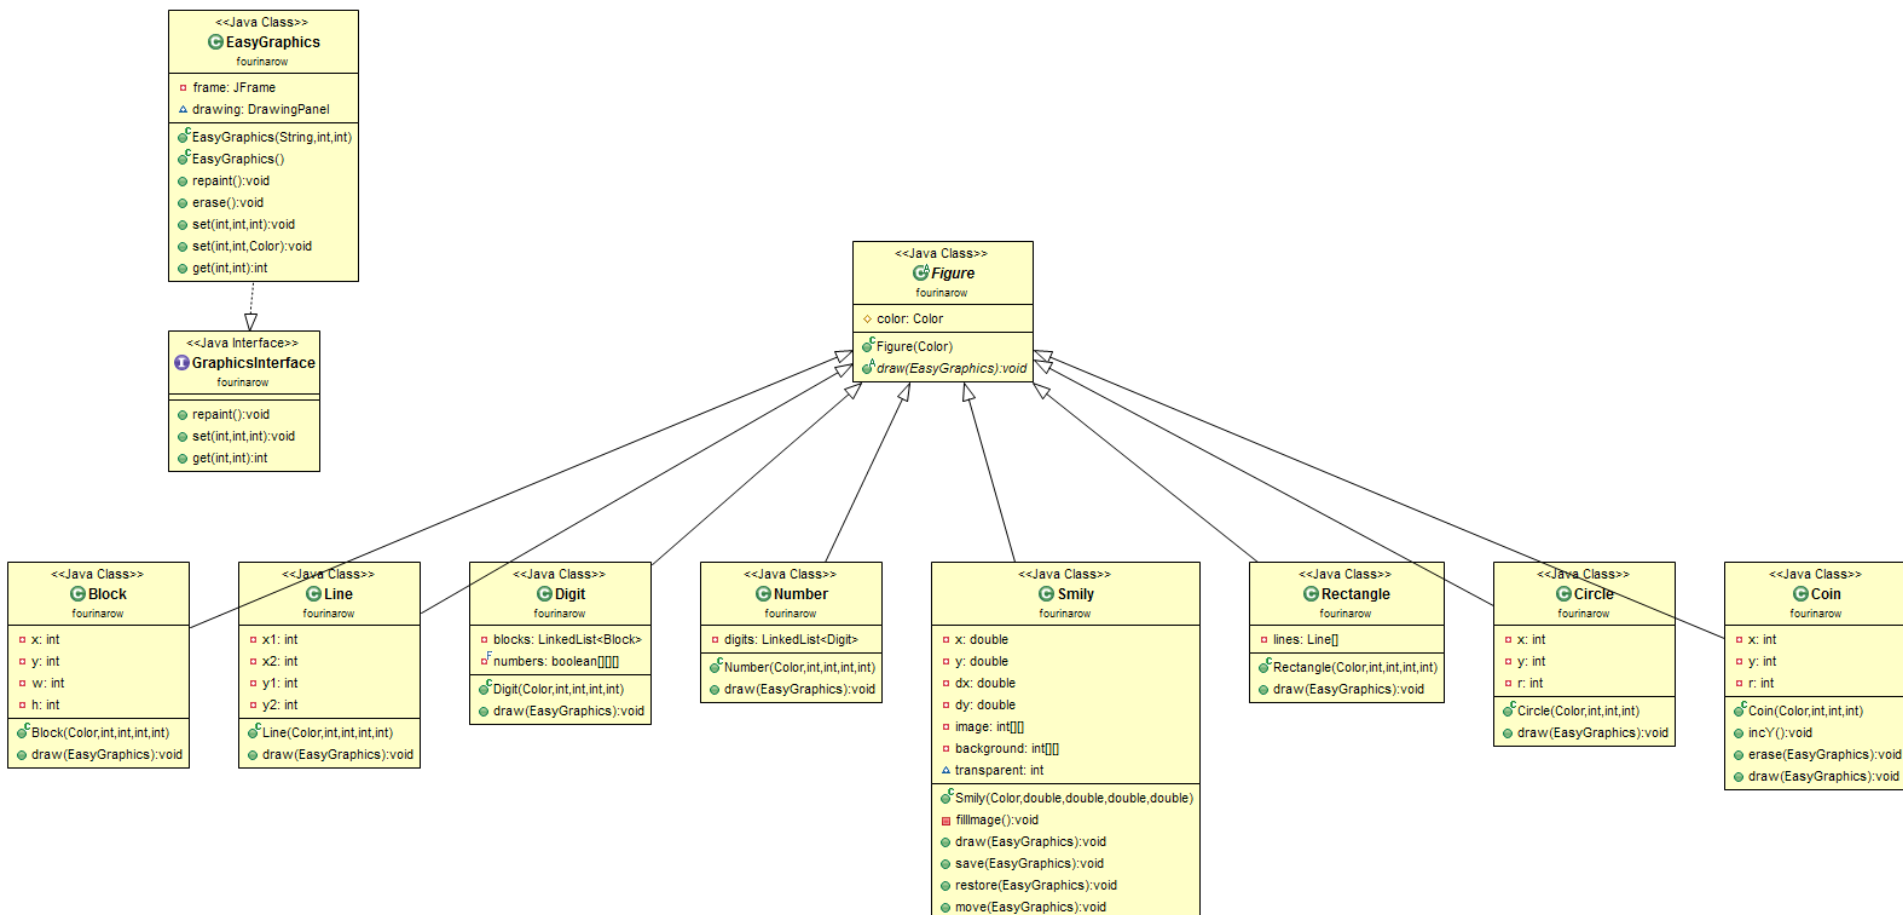 <<Java Class>>
EasyGraphics
fourinarow
frame: JFrame
drawing: DrawingPanel
EasyGraphics(String,int,int)
EasyGraphics()
repaint():void
erase():void
set(int,int,int):void
set(int,int,Color):void
get(int,int):int
<<Java Interface>>
GraphicsInterface
fourinarow
repaint():void
set(int,int,int):void
get(int,int):int
<<Java Class>>
Figure
fourinarow
color: Color
Figure(Color)
draw(EasyGraphics):void
<<Java Class>>
Block
fourinarow
x: int
y: int
w: int
h: int
Block(Color,int,int,int,int)
draw(EasyGraphics):void
<<Java Class>>
Line
fourinarow
x1: int
x2: int
y1: int
y2: int
Line(Color,int,int,int,int)
draw(EasyGraphics):void
<<Java Class>>
Digit
fourinarow
blocks: LinkedList<Block>
numbers: boolean[][][]
Digit(Color,int,int,int,int)
draw(EasyGraphics):void
<<Java Class>>
Number
fourinarow
digits: LinkedList<Digit>
Number(Color,int,int,int,int)
draw(EasyGraphics):void
<<Java Class>>
Smily
fourinarow
x: double
y: double
dx: double
dy: double
image: int[][]
background: int[][]
transparent: int
Smily(Color,double,double,double,double)
fillImage():void
draw(EasyGraphics):void
save(EasyGraphics):void
restore(EasyGraphics):void
move(EasyGraphics):void
<<Java Class>>
Rectangle
fourinarow
lines: Line[]
Rectangle(Color,int,int,int,int)
draw(EasyGraphics):void
<<Java Class>>
Circle
fourinarow
x: int
y: int
r: int
Circle(Color,int,int,int)
draw(EasyGraphics):void
<<Java Class>>
Coin
fourinarow
x: int
y: int
r: int
Coin(Color,int,int,int)
incY():void
erase(EasyGraphics):void
draw(EasyGraphics):void